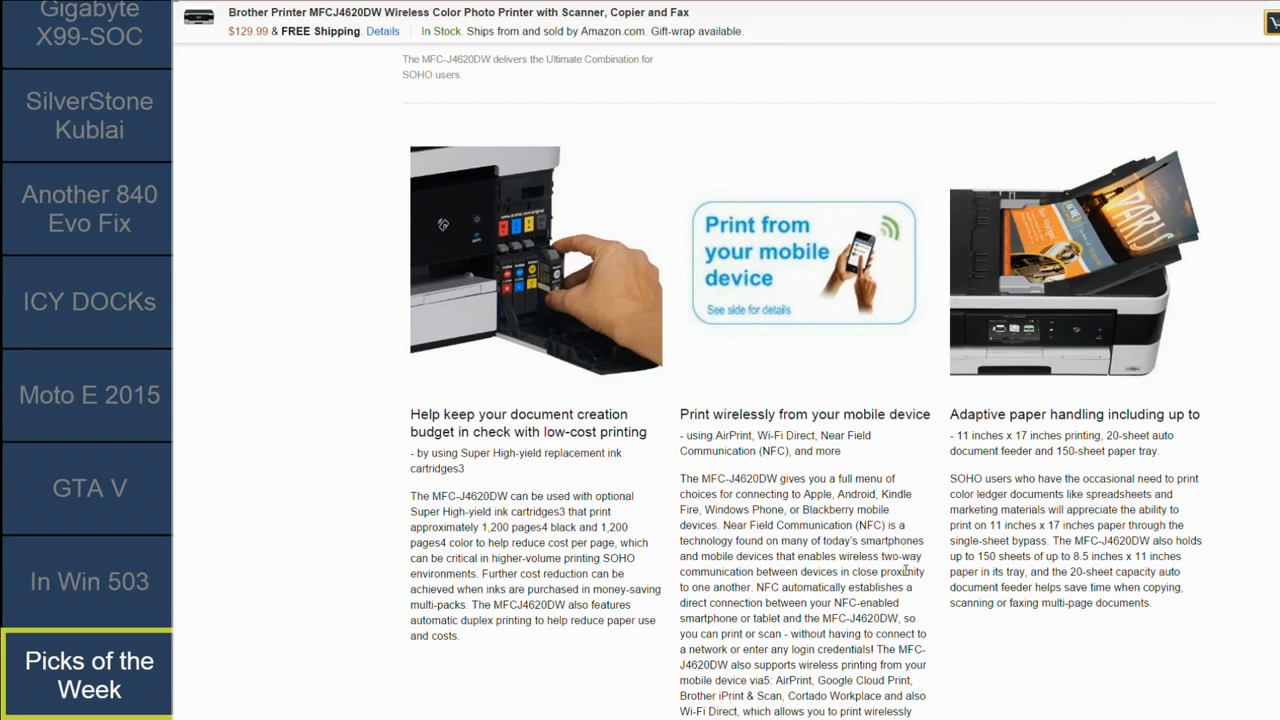 Gigabyte
X99-SOC
SilverStone
Kublai
Another 840
Evo Fix
ICY DOCKs
Moto E 2015
GTA V
In Win 503
Picks of the
Week
Brother Printer MFCJ4620DW Wireless Color Photo Printer with Scanner, Copier and Fax
$129.99 & FREE Shipping. Details
In Stock. Ships from and sold by Amazon.com. Gift-wrap available.
The MFC-J4620DW delivers the Ultimate Combination for
SOHO users.
Help keep your document creation
budget in check with low-cost printing
- by using Super High-yield replacement ink
cartridges3
The MFC-J4620DW can be used with optional
Super High-yield ink cartridges3 that print
approximately 1,200 pages4 black and 1,200
pages4 color to help reduce cost per page, which
can be critical in higher-volume printing SOHO
environments. Further cost reduction can be
achieved when inks are purchased in money-saving
multi-packs. The MFCJ4620DW also features
automatic duplex printing to help reduce paper use
and costs.
Print from
your mobile
device
See side for details
Print wirelessly from your mobile device
- using AirPrint, Wi-Fi Direct, Near Field
Communication (NFC), and more
The MFC-J4620DW gives you a full menu of
choices for connecting to Apple, Android, Kindle
Fire, Windows Phone, or Blackberry mobile
devices. Near Field Communication (NFC) is a
technology found on many of today's smartphones
and mobile devices that enables wireless two-way
communication between devices in close proximity
to one another. NFC automatically establishes a
direct connection between your NFC-enabled
smartphone or tablet and the MFC-J4620DW, so
you can print or scan - without having to connect to
a network or enter any login credentials! The MFC-
J4620DW also supports wireless printing from your
mobile device via5: AirPrint, Google Cloud Print,
Brother iPrint & Scan, Cortado Workplace and also
Wi-Fi Direct, which allows you to print wirelessly
PARIS
Adaptive paper handling including up to
- 11 inches x 17 inches printing, 20-sheet auto
document feeder and 150-sheet paper tray.
SOHO users who have the occasional need to print
color ledger documents like spreadsheets and
marketing materials will appreciate the ability to
print on 11 inches x 17 inches paper through the
single-sheet bypass. The MFC-J4620DW also holds
up to 150 sheets of up to 8.5 inches x 11 inches
paper in its tray, and the 20-sheet capacity auto
document feeder helps save time when copying,
scanning or faxing multi-page documents.